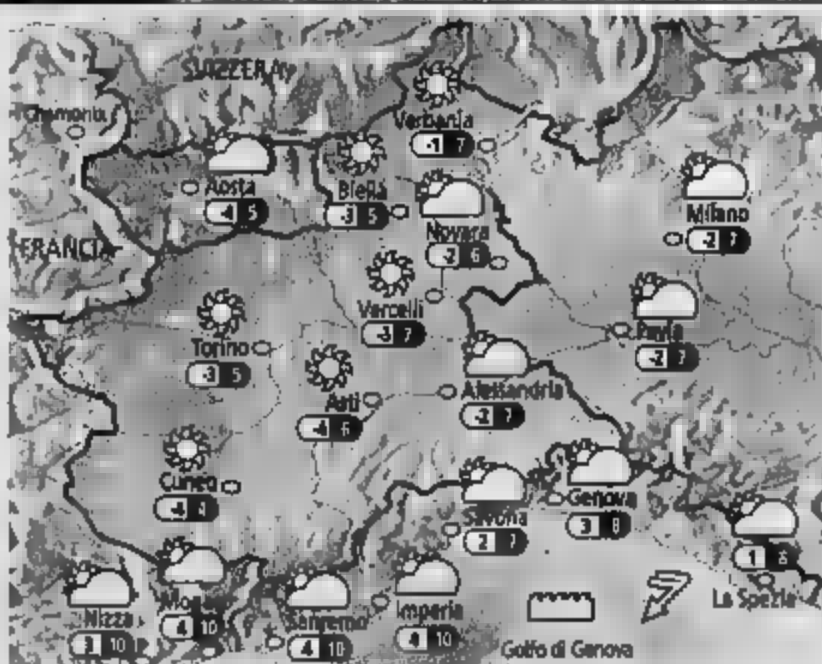 SVIZZERA
Chamonix
Verbania
-1 7
Aosta
-4 5
Biella
-3 5
Milano
-2 7
Novara
-2 6
FRANCIA
Vercelli
-3 7
Torino
-3 5
Pavia
-2 7
Asti
-4 6
Alessandria
-2 7
Cuneo
-4 4
Savona
2 7
Genova
3 8
1 8
La Spezia
Nizza
3 10
4 10
Sanremo
4 10
Imperia
4 10
Golfo di Genova